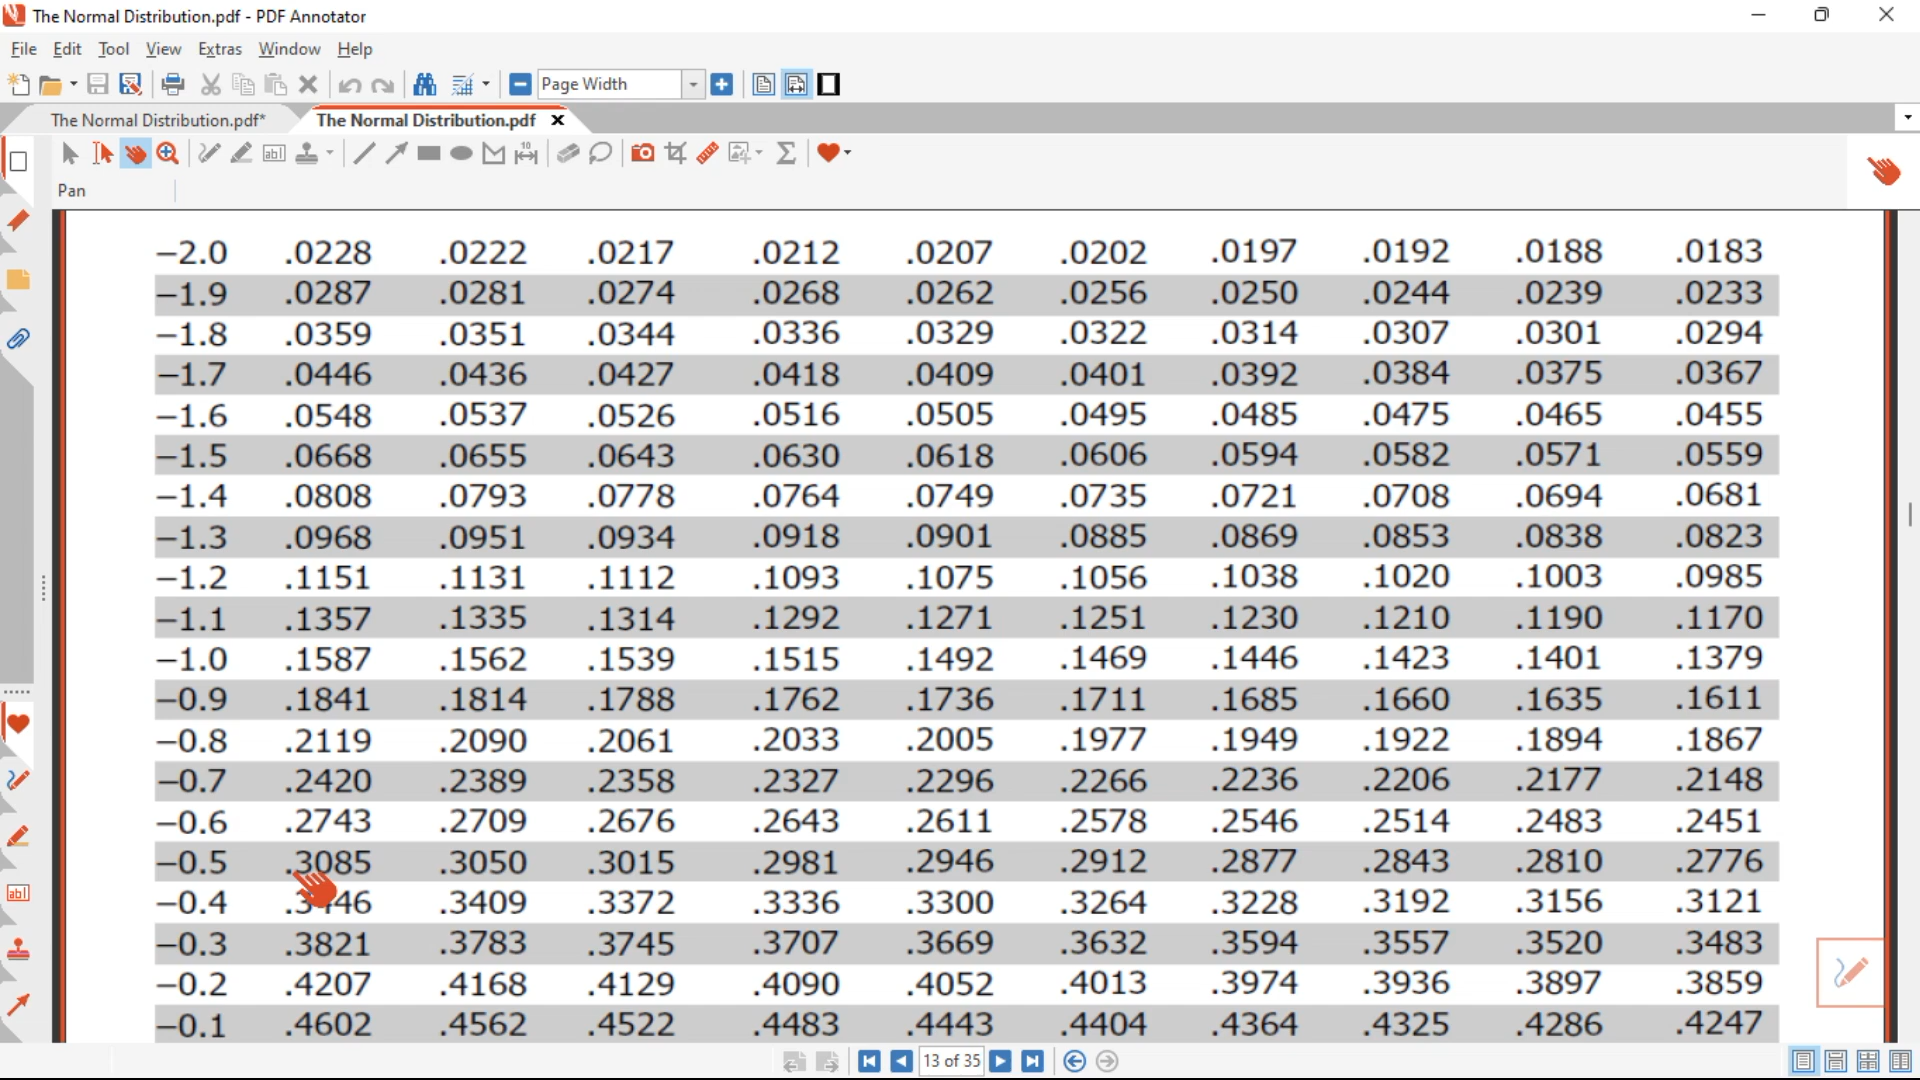 The Normal Distribution.pdf - PDF Annotator
File Edit Tool View Extras Window Help
Page Width
The Normal Distribution.pdf* The Normal Distribution.pdf
Pan
−2.0 .0228 .0222 .0217 .0212 .0207 .0202 .0197 .0192 .0188 .0183
−1.9 .0287 .0281 .0274 .0268 .0262 .0256 .0250 .0244 .0239 .0233
−1.8 .0359 .0351 .0344 .0336 .0329 .0322 .0314 .0307 .0301 .0294
−1.7 .0446 .0436 .0427 .0418 .0409 .0401 .0392 .0384 .0375 .0367
−1.6 .0548 .0537 .0526 .0516 .0505 .0495 .0485 .0475 .0465 .0455
−1.5 .0668 .0655 .0643 .0630 .0618 .0606 .0594 .0582 .0571 .0559
−1.4 .0808 .0793 .0778 .0764 .0749 .0735 .0721 .0708 .0694 .0681
−1.3 .0968 .0951 .0934 .0918 .0901 .0885 .0869 .0853 .0838 .0823
−1.2 .1151 .1131 .1112 .1093 .1075 .1056 .1038 .1020 .1003 .0985
−1.1 .1357 .1335 .1314 .1292 .1271 .1251 .1230 .1210 .1190 .1170
−1.0 .1587 .1562 .1539 .1515 .1492 .1469 .1446 .1423 .1401 .1379
−0.9 .1841 .1814 .1788 .1762 .1736 .1711 .1685 .1660 .1635 .1611
−0.8 .2119 .2090 .2061 .2033 .2005 .1977 .1949 .1922 .1894 .1867
−0.7 .2420 .2389 .2358 .2327 .2296 .2266 .2236 .2206 .2177 .2148
−0.6 .2743 .2709 .2676 .2643 .2611 .2578 .2546 .2514 .2483 .2451
−0.5 .3085 .3050 .3015 .2981 .2946 .2912 .2877 .2843 .2810 .2776
−0.4 .3409 .3372 .3336 .3300 .3264 .3228 .3192 .3156 .3121
−0.3 .3821 .3783 .3745 .3707 .3669 .3632 .3594 .3557 .3520 .3483
−0.2 .4207 .4168 .4129 .4090 .4052 .4013 .3974 .3936 .3897 .3859
−0.1 .4602 .4562 .4522 .4483 .4443 .4404 .4364 .4325 .4286 .4247
13 of 35